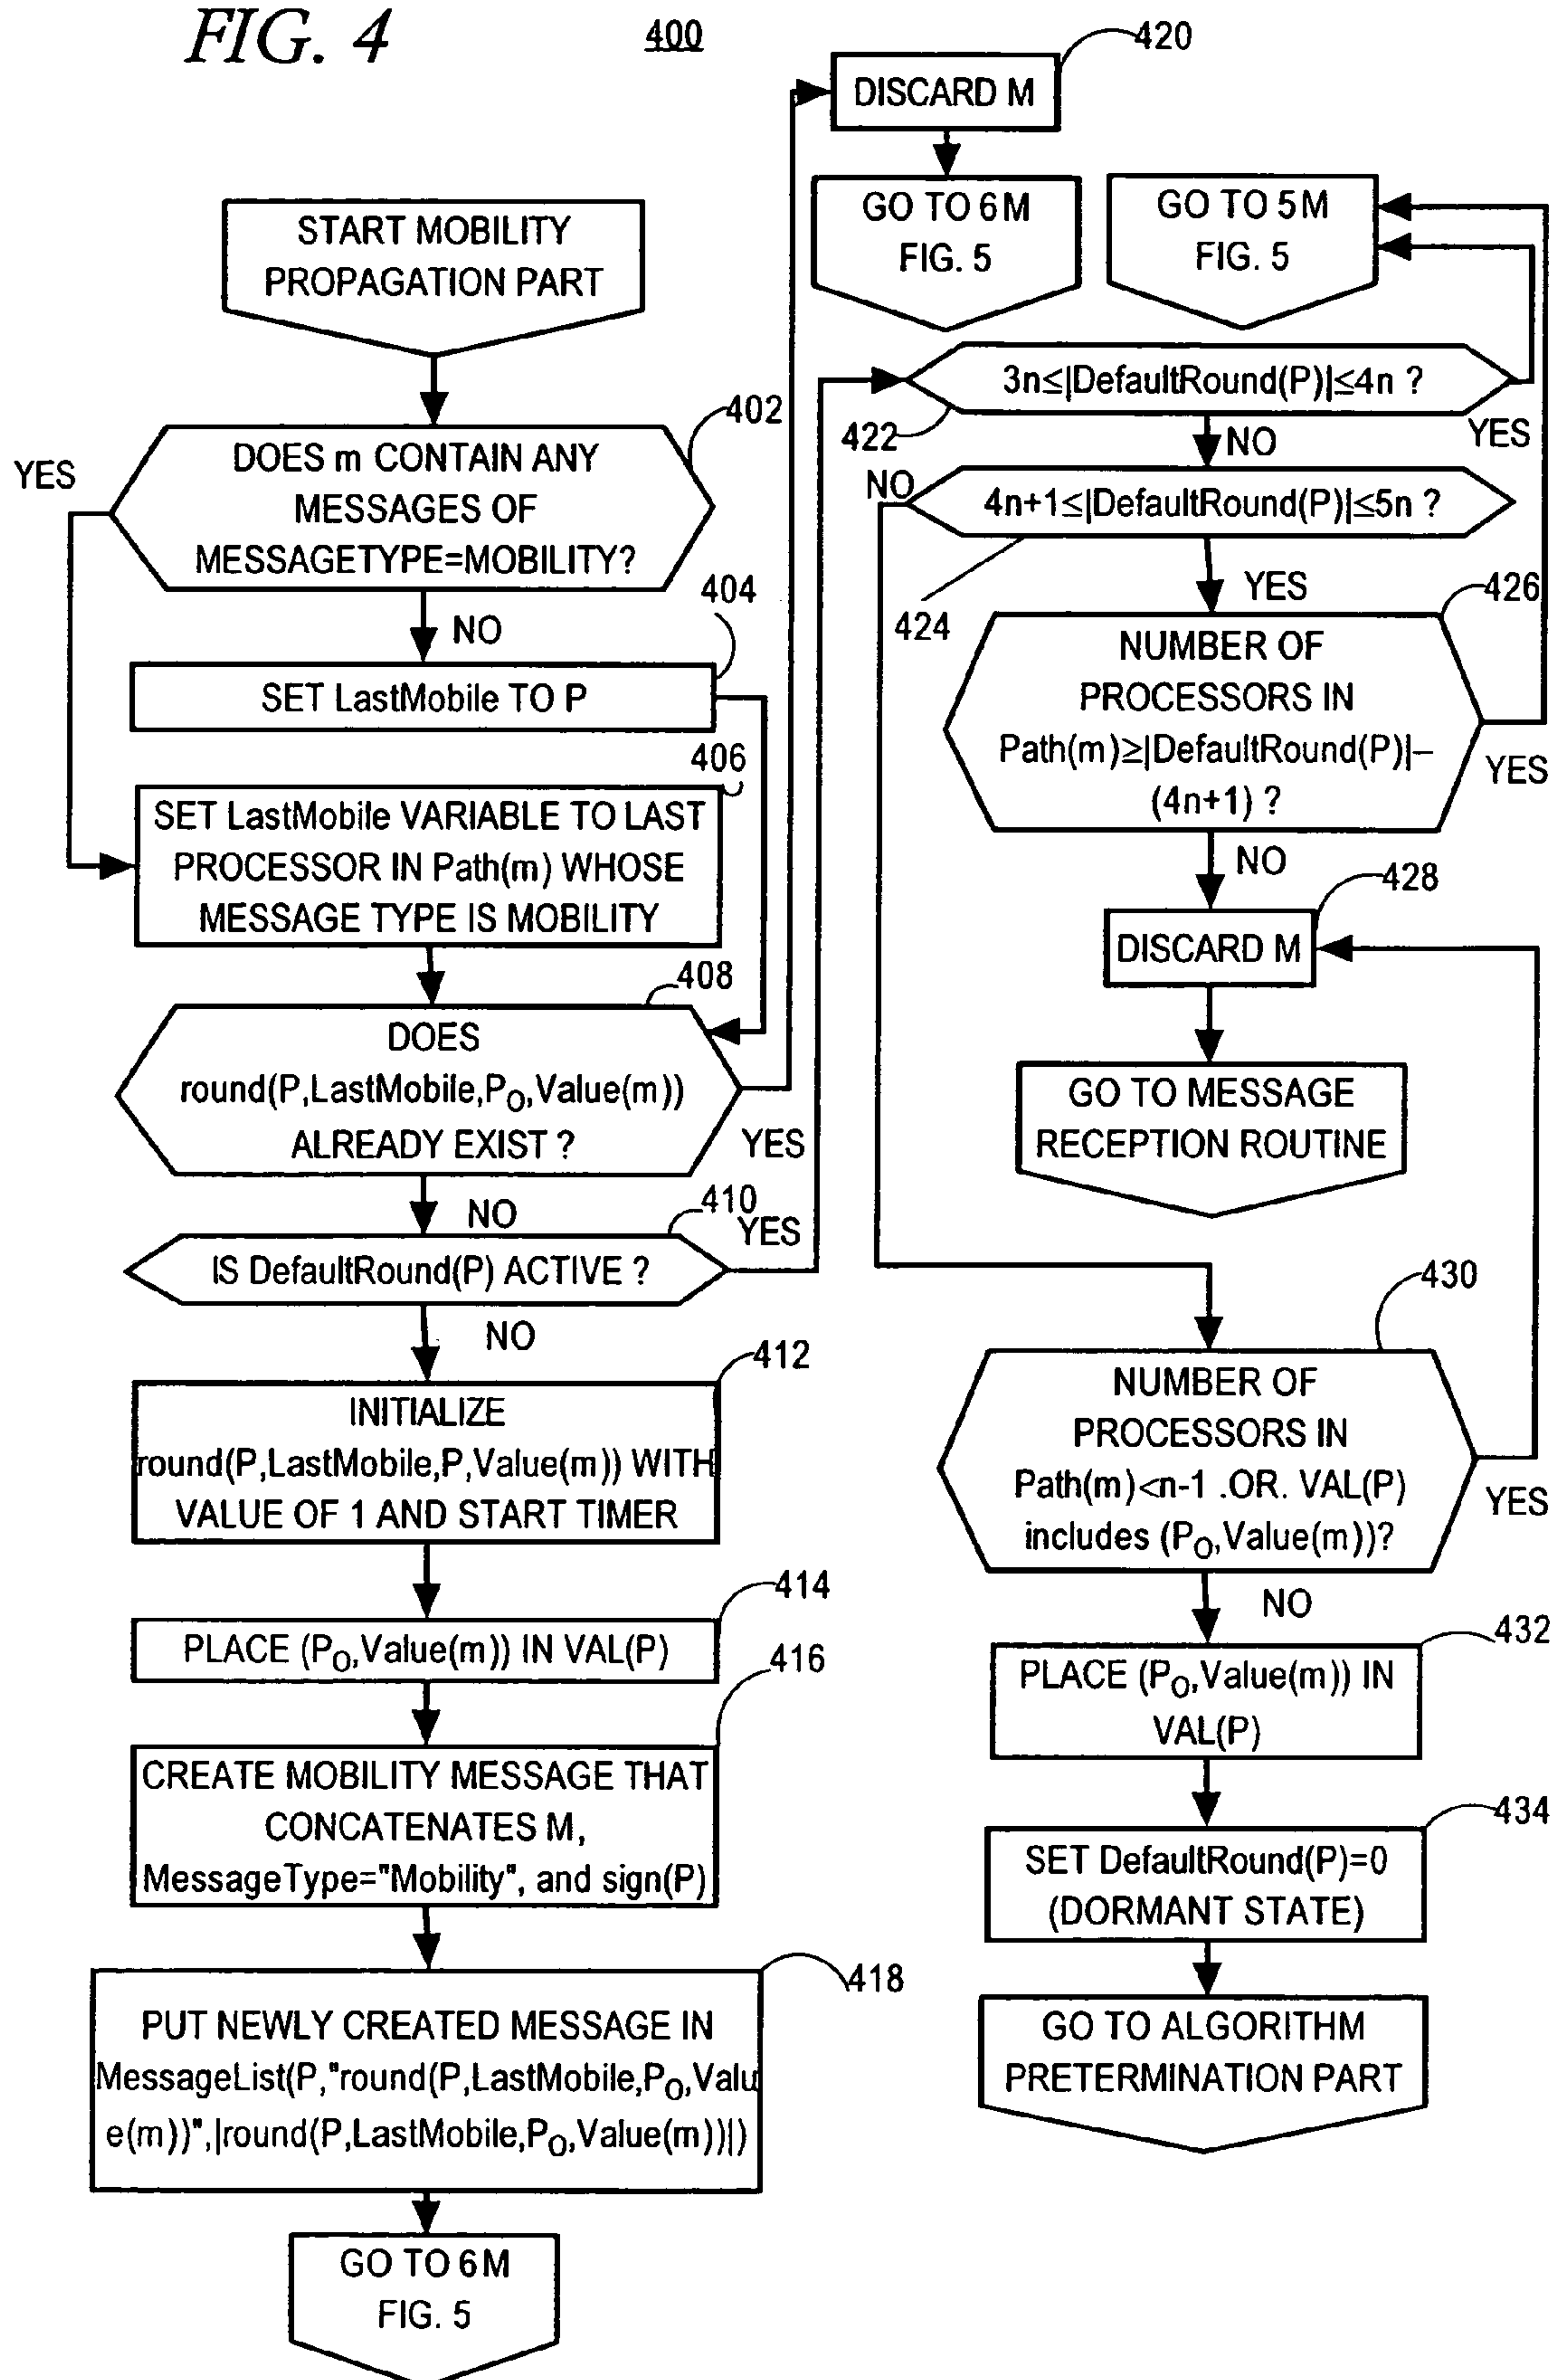 FIG. 4
400
START MOBILITY
PROPAGATION PART
402
YES
DOES m CONTAIN ANY
MESSAGES OF
MESSAGETYPE=MOBILITY?
NO
404
SET LastMobile TO P
406
SET LastMobile VARIABLE TO LAST
PROCESSOR IN Path(m) WHOSE
MESSAGE TYPE IS MOBILITY
408
DOES
round(P,LastMobile,PO,Value(m))
ALREADY EXIST ?
YES
NO
410
YES
IS DefaultRound(P) ACTIVE ?
NO
412
INITIALIZE
round(P,LastMobile,P,Value(m)) WITH
VALUE OF 1 AND START TIMER
414
PLACE (PO,Value(m)) IN VAL(P)
416
CREATE MOBILITY MESSAGE THAT
CONCATENATES M,
MessageType="Mobility", and sign(P)
418
PUT NEWLY CREATED MESSAGE IN
MessageList(P,"round(P,LastMobile,PO,Valu
e(m))",|round(P,LastMobile,PO,Value(m))|)
GO TO 6M
FIG. 5
420
DISCARD M
GO TO 6M
FIG. 5
GO TO 5M
FIG. 5
3n≤|DefaultRound(P)|≤4n ?
422
NO
YES
NO
4n+1≤|DefaultRound(P)|≤5n ?
424
YES
426
NUMBER OF
PROCESSORS IN
Path(m)≥|DefaultRound(P)|–
(4n+1) ?
YES
NO
428
DISCARD M
GO TO MESSAGE
RECEPTION ROUTINE
430
NUMBER OF
PROCESSORS IN
Path(m)<n-1 .OR. VAL(P)
includes (PO,Value(m))?
YES
NO
432
PLACE (PO,Value(m)) IN
VAL(P)
434
SET DefaultRound(P)=0
(DORMANT STATE)
GO TO ALGORITHM
PRETERMINATION PART